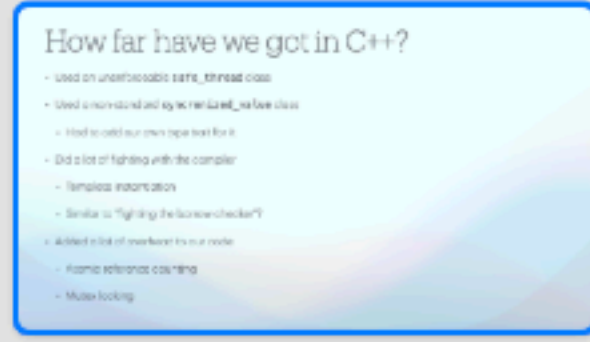 How far have we got in C++?
- Used an unenforceable safe_thread class
- Used a non-standard synchronized_value class
- Had to add our own type trait for it
- Did a lot of fighting with the compiler
- Template instantiation
- Similar to "fighting the borrow checker"?
- Added a lot of overhead to our code
- Atomic reference counting
- Mutex locking